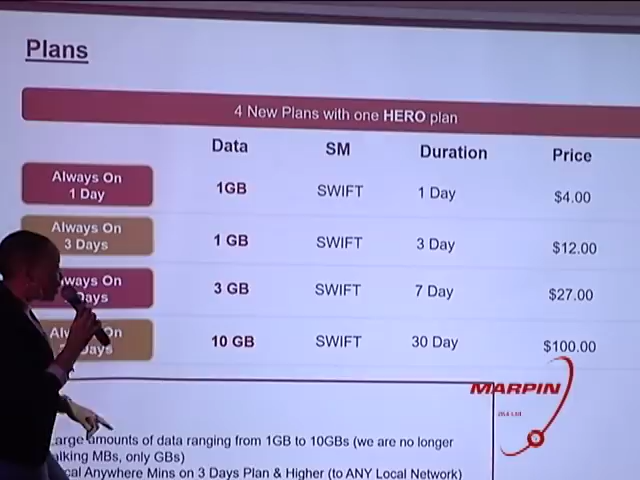 Plans
4 New Plans with one HERO plan
Data SM Duration Price
Always On
1 Day
1GB SWIFT 1 Day $4.00
Always On
3 Days
1 GB SWIFT 3 Day $12.00
ways On
Days
3 GB SWIFT 7 Day $27.00
On
Days
10 GB SWIFT 30 Day $100.00
MARPIN
arge amounts of data ranging from 1GB to 10GBs (we are no longer
alking MBs, only GBs)
cal Anywhere Mins on 3 Days Plan & Higher (to ANY Local Network)